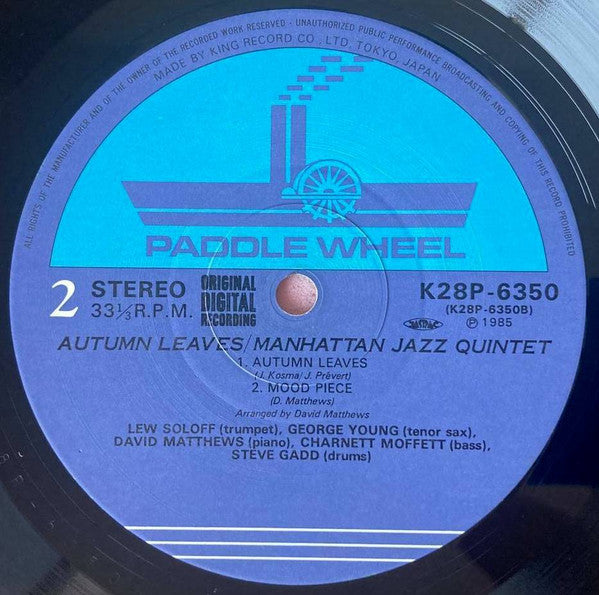 ALL RIGHTS OF THE MANUFACTURER AND OF THE OWNER OF THE RECORDED WORK RESERVED • UNAUTHORIZED PUBLIC PERFORMANCE BROADCASTING AND COPYING OF THIS RECORD PROHIBITED
MADE BY KING RECORD CO., LTD. TOKYO, JAPAN
PADDLE WHEEL
2 STEREO
33 1/3 R.P.M.
ORIGINAL
DIGITAL
RECORDING
K28P-6350
(K28P-6350B)
JASRAC ℗ 1985
AUTUMN LEAVES/MANHATTAN JAZZ QUINTET
1. AUTUMN LEAVES
(J. Kosma/J. Prévert)
2. MOOD PIECE
(D. Matthews)
Arranged by David Matthews
LEW SOLOFF (trumpet), GEORGE YOUNG (tenor sax),
DAVID MATTHEWS (piano), CHARNETT MOFFETT (bass),
STEVE GADD (drums)